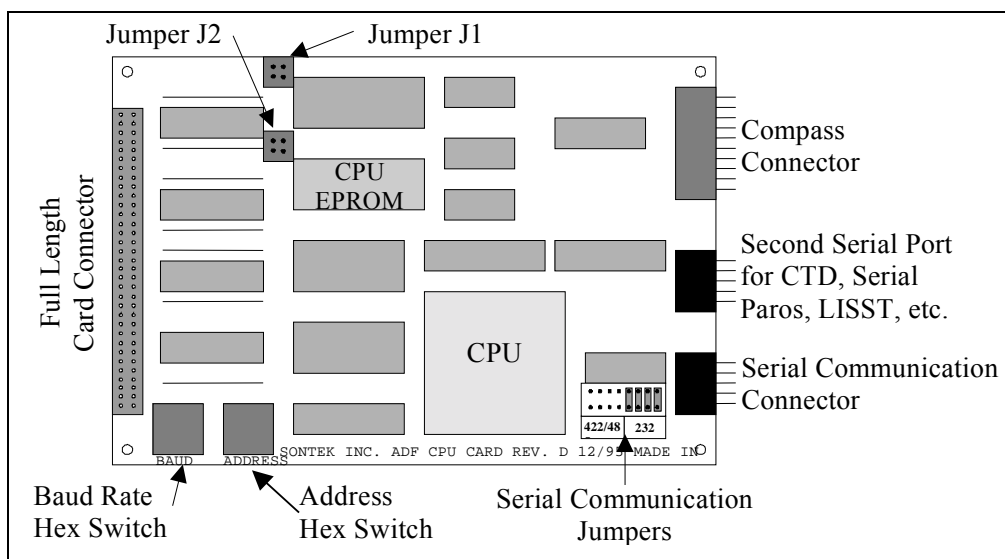 Jumper J2
Jumper J1
Full Length
Card Connector
CPU
EPROM
Compass
Connector
Second Serial Port
for CTD, Serial
Paros, LISST, etc.
CPU
Serial Communication
Connector
422/48
232
SONTEK INC. ADF CPU CARD REV. D 12/95 MADE IN
BAUD
ADDRESS
Baud Rate
Hex Switch
Address
Hex Switch
Serial Communication
Jumpers